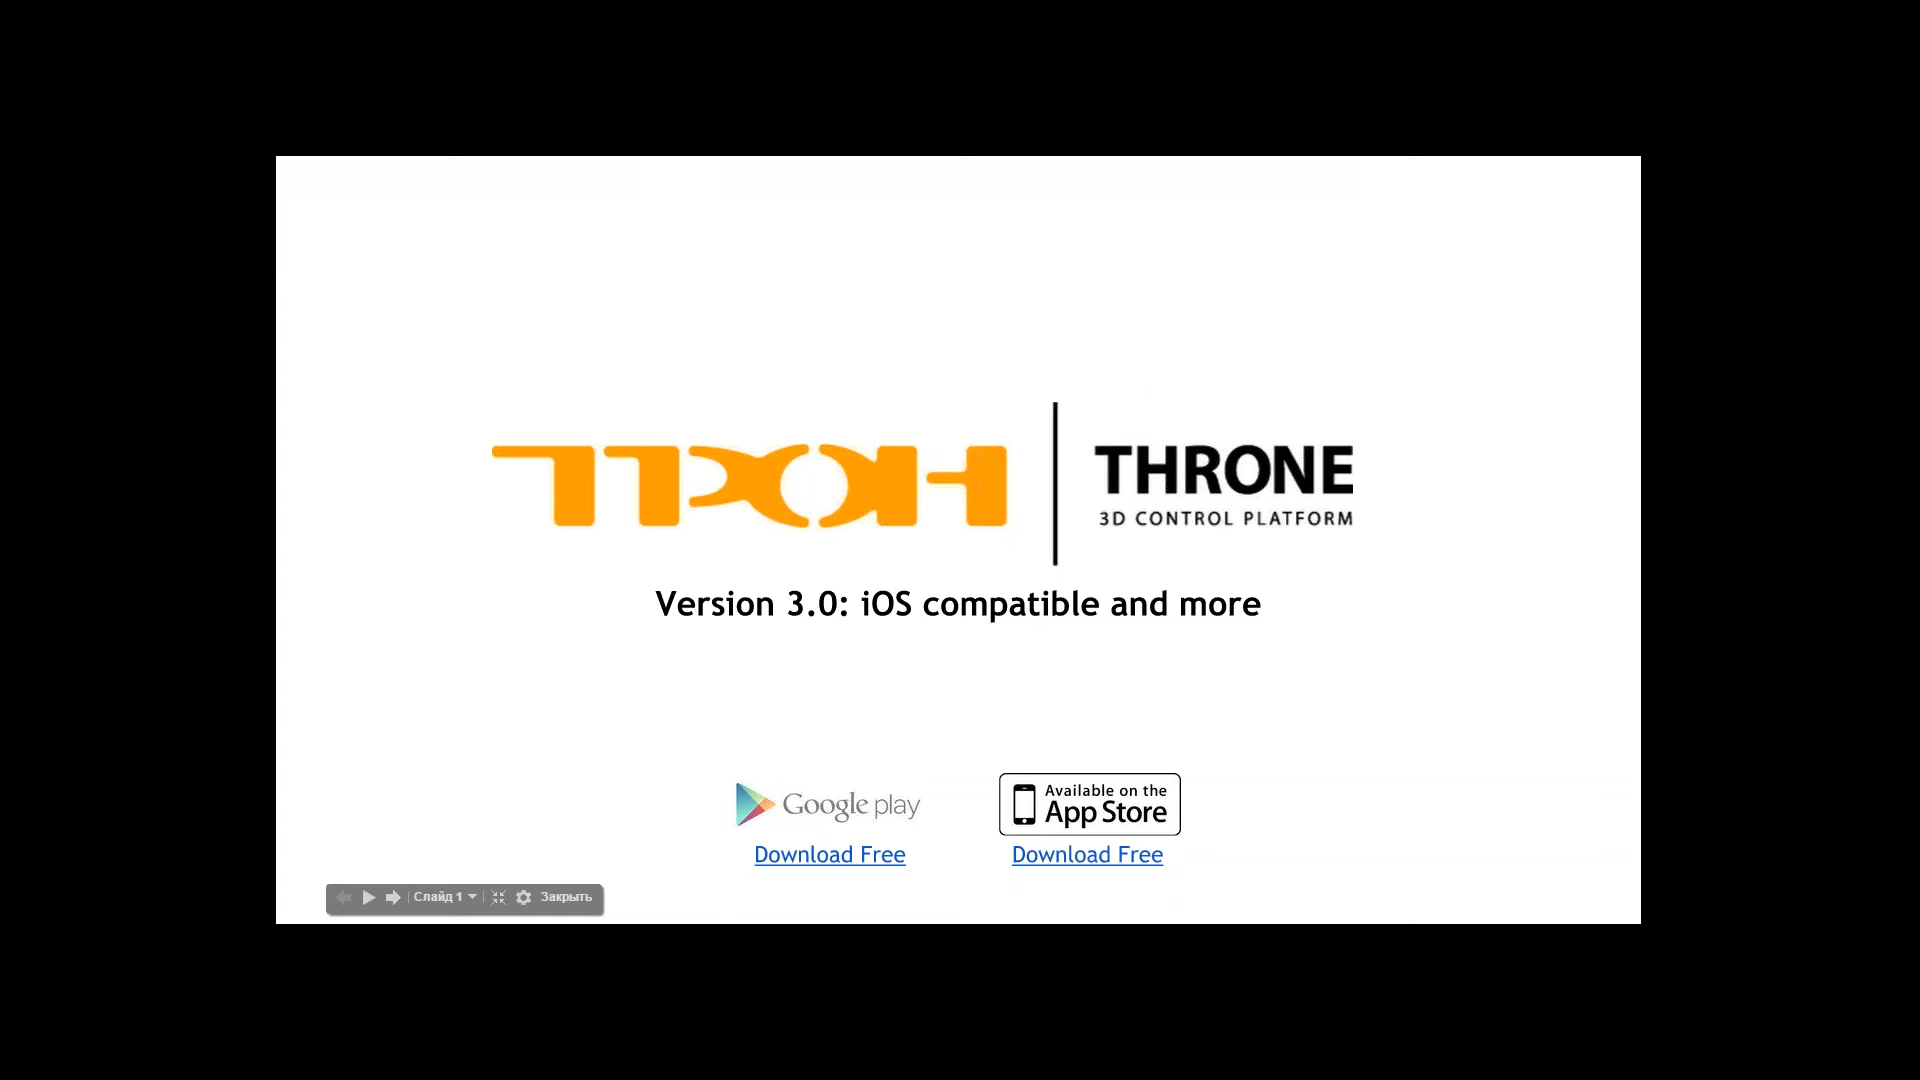 ТРОН
THRONE
3D CONTROL PLATFORM
Version 3.0: iOS compatible and more
Google play
Available on the
App Store
Download Free
Download Free
Слайд 1
Закрыть